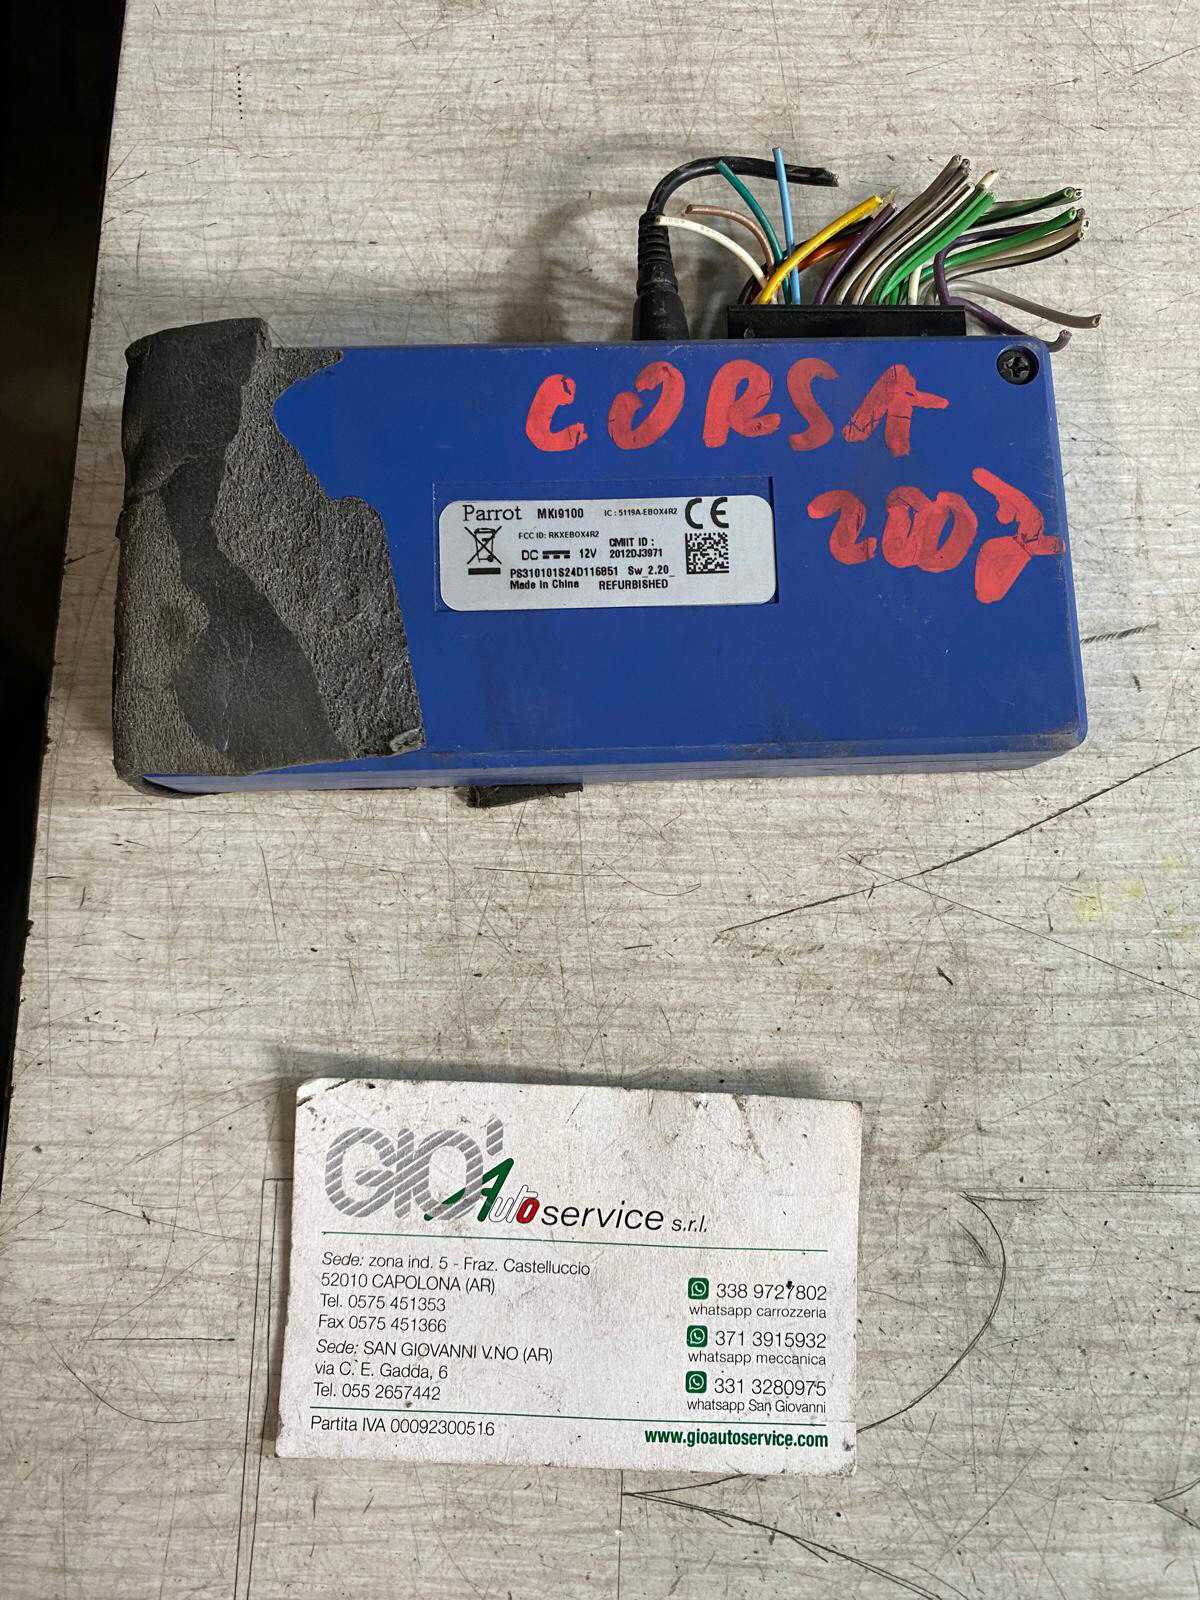 CORSA
2007
Parrot MKi9100 IC : 5119A-EBOX4R2 CE
FCC ID: RKXEBOX4R2
DC 12V
CMIIT ID :
2012DJ3971
PS310101S24D116851 Sw 2.20
Made in China REFURBISHED
GIO' Auto service s.r.l.
Sede: zona ind. 5 - Fraz. Castelluccio
52010 CAPOLONA (AR)
Tel. 0575 451353
Fax 0575 451366
Sede: SAN GIOVANNI V.NO (AR)
via C. E. Gadda, 6
Tel. 055 2657442
338 9727802
whatsapp carrozzeria
371 3915932
whatsapp meccanica
331 3280975
whatsapp San Giovanni
Partita IVA 00092300516
www.gioautoservice.com